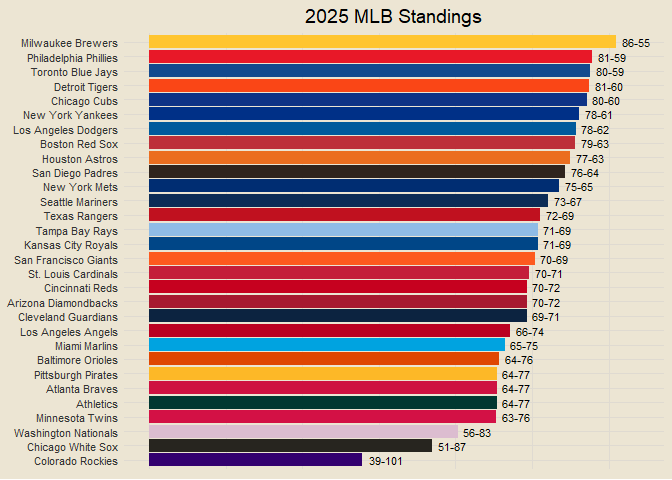 2025 MLB Standings
Milwaukee Brewers 86-55
Philadelphia Phillies 81-59
Toronto Blue Jays 80-59
Detroit Tigers 81-60
Chicago Cubs 80-60
New York Yankees 78-61
Los Angeles Dodgers 78-62
Boston Red Sox 79-63
Houston Astros 77-63
San Diego Padres 76-64
New York Mets 75-65
Seattle Mariners 73-67
Texas Rangers 72-69
Tampa Bay Rays 71-69
Kansas City Royals 71-69
San Francisco Giants 70-69
St. Louis Cardinals 70-71
Cincinnati Reds 70-72
Arizona Diamondbacks 70-72
Cleveland Guardians 69-71
Los Angeles Angels 66-74
Miami Marlins 65-75
Baltimore Orioles 64-76
Pittsburgh Pirates 64-77
Atlanta Braves 64-77
Athletics 64-77
Minnesota Twins 63-76
Washington Nationals 56-83
Chicago White Sox 51-87
Colorado Rockies 39-101